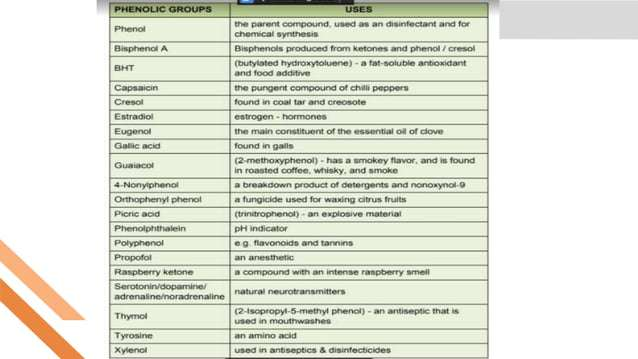 PHENOLIC GROUPS USES
Phenol the parent compound, used as an disinfectant and for
chemical synthesis
Bisphenol A Bisphenols produced from ketones and phenol / cresol
BHT (butylated hydroxytoluene) - a fat-soluble antioxidant
and food additive
Capsaicin the pungent compound of chilli peppers
Cresol found in coal tar and creosote
Estradiol estrogen - hormones
Eugenol the main constituent of the essential oil of clove
Gallic acid found in galls
Guaiacol (2-methoxyphenol) - has a smokey flavor, and is found
in roasted coffee, whisky, and smoke
4-Nonylphenol a breakdown product of detergents and nonoxynol-9
Orthophenyl phenol a fungicide used for waxing citrus fruits
Picric acid (trinitrophenol) - an explosive material
Phenolphthalein pH indicator
Polyphenol e.g. flavonoids and tannins
Propofol an anesthetic
Raspberry ketone a compound with an intense raspberry smell
Serotonin/dopamine/
adrenaline/noradrenaline natural neurotransmitters
Thymol (2-Isopropyl-5-methyl phenol) - an antiseptic that is
used in mouthwashes
Tyrosine an amino acid
Xylenol used in antiseptics & disinfecticides